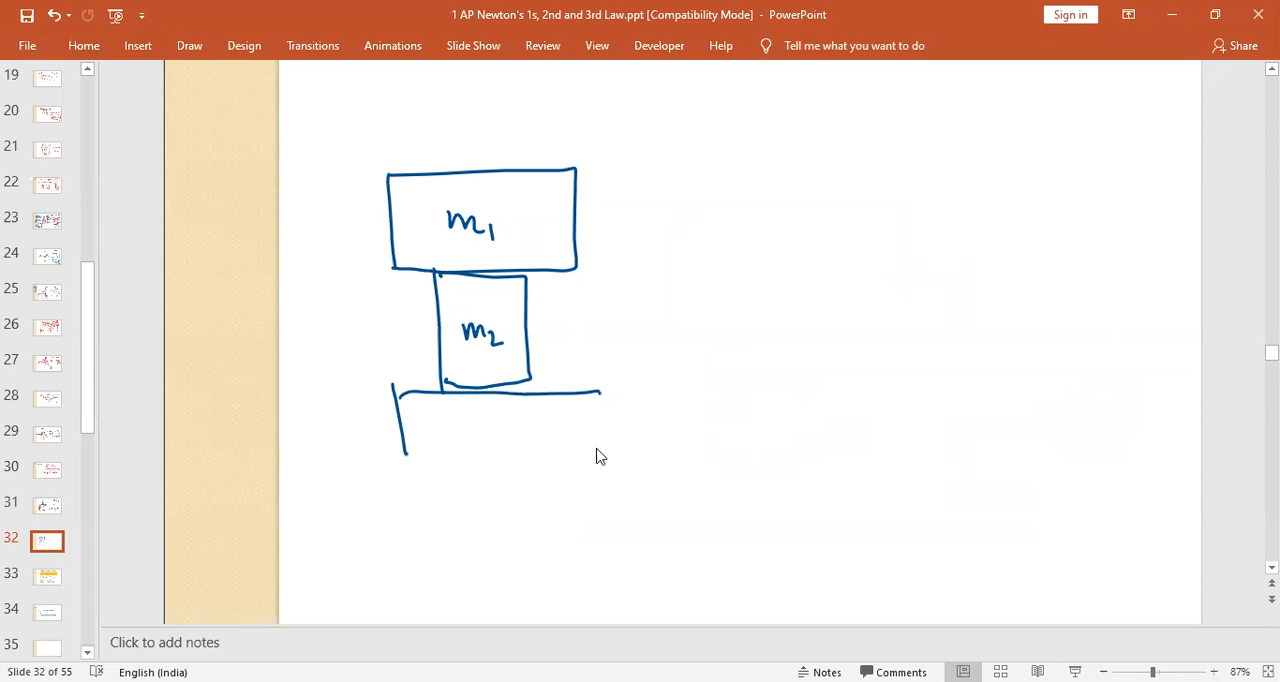 1 AP Newton's 1s, 2nd and 3rd Law.ppt [Compatibility Mode] - PowerPoint
Sign in
File Home Insert Draw Design Transitions Animations Slide Show Review View Developer Help Tell me what you want to do Share
19
20
21
22
23
24
25
26
27
28
29
30
31
32
33
34
35
m1
m2
Click to add notes
Slide 32 of 55 English (India) Notes Comments 87%